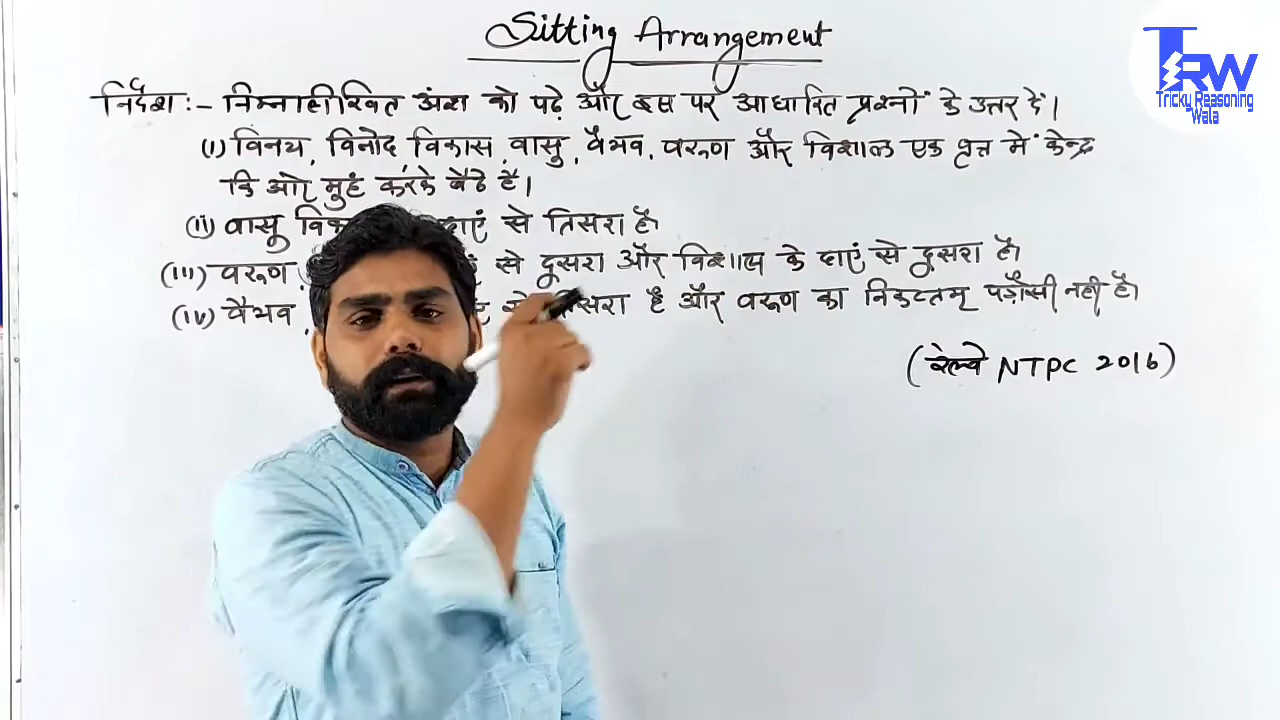 Sitting Arrangement
TRW
Tricky Reasoning
Wala
निर्देश :- निम्नलिखित अंश को पढ़े और इस पर आधारित प्रश्नों के उत्तर दें।
(i) विनय, विनोद विकास, वासु, वैभव, वरूण और विशाल एक वृत्त में केन्द्र
कि ओर मुहं करके बैठे है।
(ii) वासु से तिसरा है।
(iii) वरूण से दूसरा और विशाल के दाएं से दूसरा है।
(iv) वैभव, से तिसरा है और वरूण का निकटतम् पड़ौसी नही है।
(रेल्वे NTPC 2016)